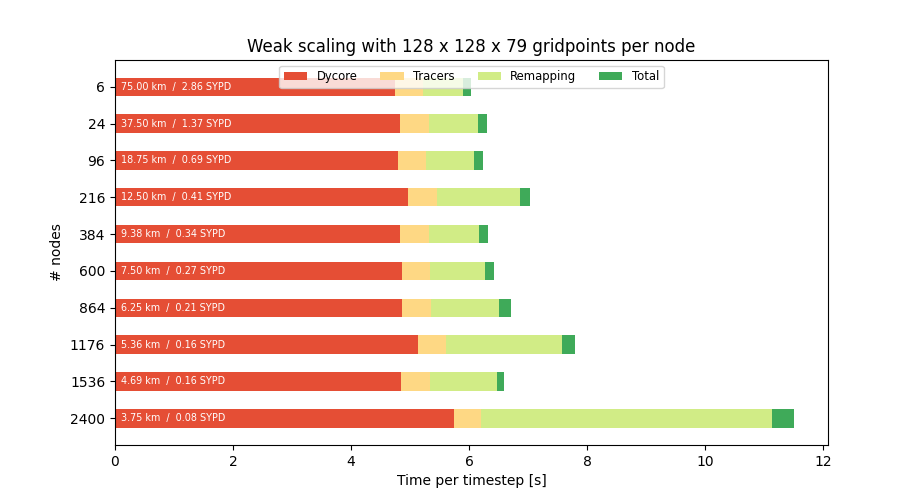 Weak scaling with 128 x 128 x 79 gridpoints per node
Dycore Tracers Remapping Total
# nodes
6 75.00 km / 2.86 SYPD
24 37.50 km / 1.37 SYPD
96 18.75 km / 0.69 SYPD
216 12.50 km / 0.41 SYPD
384 9.38 km / 0.34 SYPD
600 7.50 km / 0.27 SYPD
864 6.25 km / 0.21 SYPD
1176 5.36 km / 0.16 SYPD
1536 4.69 km / 0.16 SYPD
2400 3.75 km / 0.08 SYPD
0 2 4 6 8 10 12
Time per timestep [s]